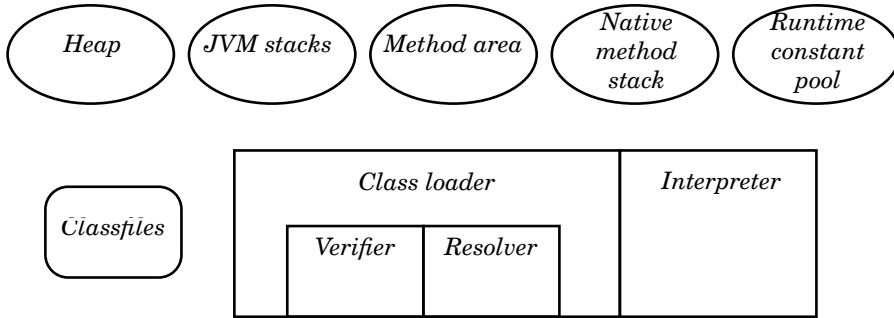 Heap
JVM stacks
Method area
Native
method
stack
Runtime
constant
pool
Classfiles
Class loader
Interpreter
Verifier
Resolver